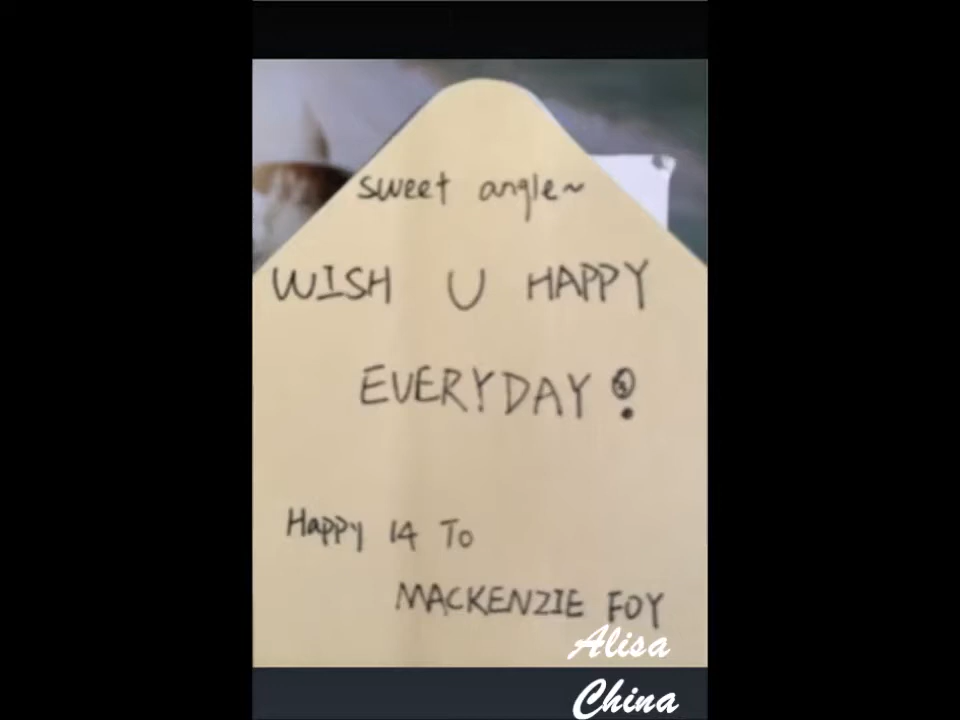 sweet angle~
WISH U HAPPY
EVERYDAY!
Happy 14 To
MACKENZIE FOY
Alisa
China